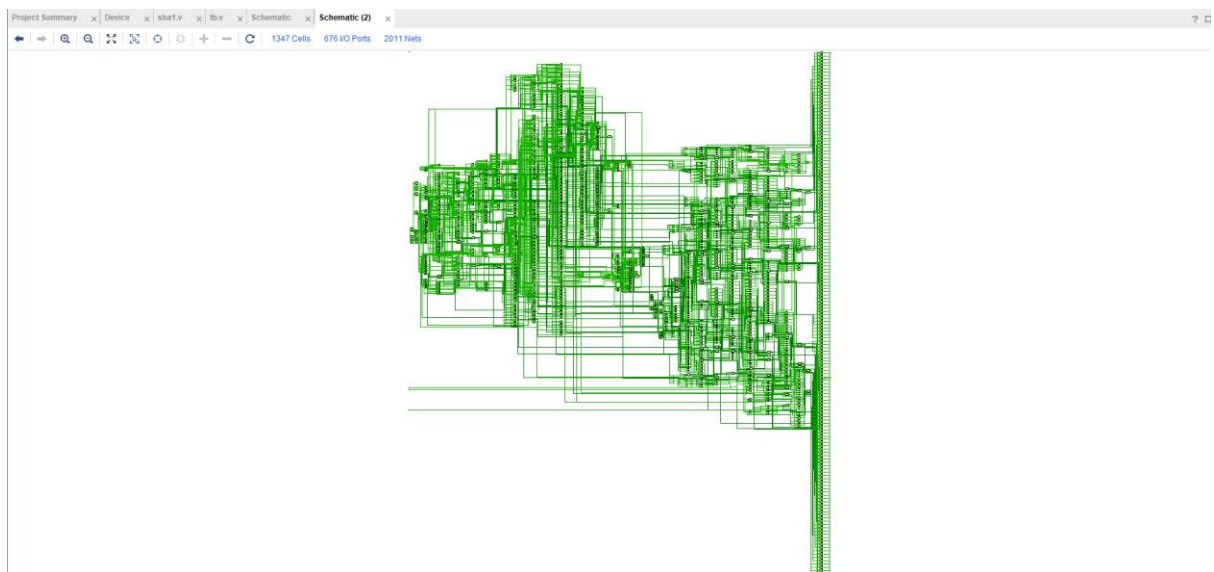 Project Summary Device sha1.v tb.v Schematic Schematic (2)
1347 Cells 676 I/O Ports 2011 Nets